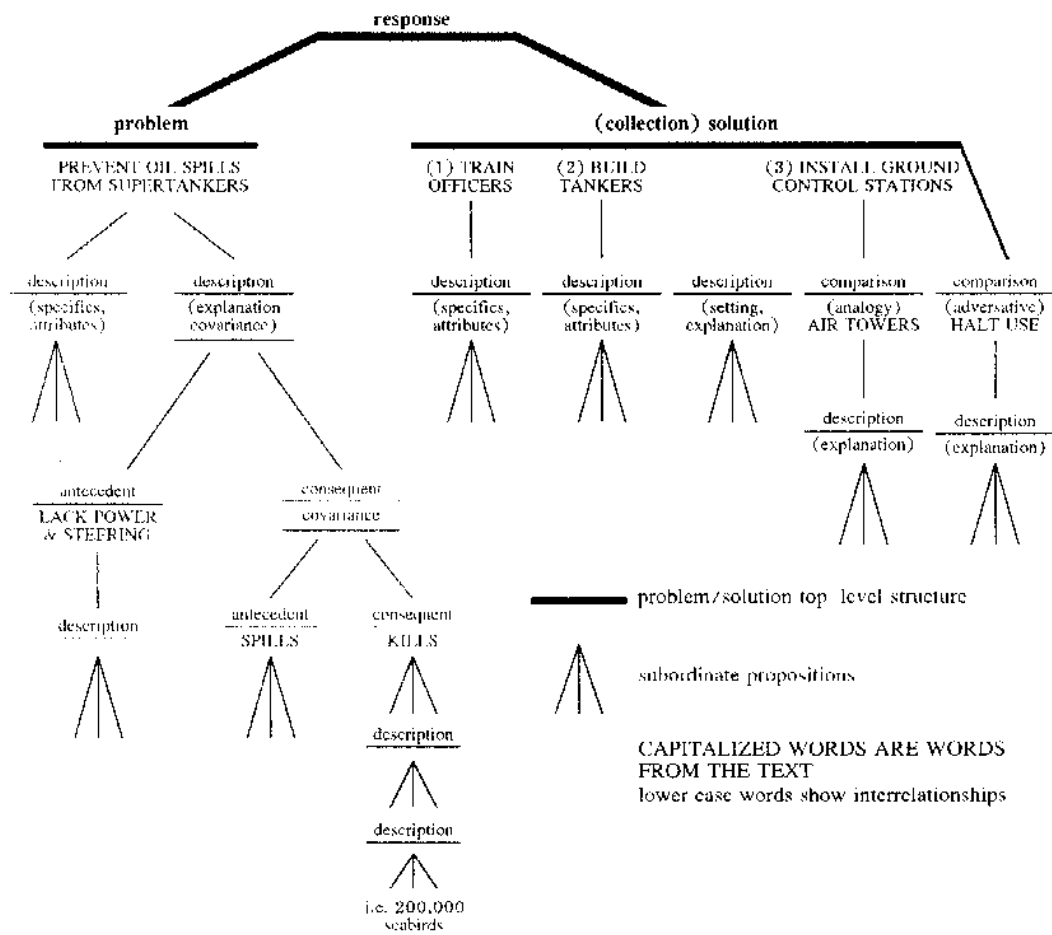 response
problem
(collection) solution
PREVENT OIL SPILLS
FROM SUPERTANKERS
(1) TRAIN
OFFICERS
(2) BUILD
TANKERS
(3) INSTALL GROUND
CONTROL STATIONS
description
(specifics,
attributes)
description
(explanation
covariance)
description
(specifics,
attributes)
description
(specifics,
attributes)
description
(setting,
explanation)
comparison
(analogy)
AIR TOWERS
comparison
(adversative)
HALT USE
description
(explanation)
description
(explanation)
antecedent
LACK POWER
& STEERING
consequent
covariance
description
antecedent
SPILLS
consequent
KILLS
description
description
i.e. 200,000
seabirds
problem/solution top level structure
subordinate propositions
CAPITALIZED WORDS ARE WORDS
FROM THE TEXT
lower case words show interrelationships